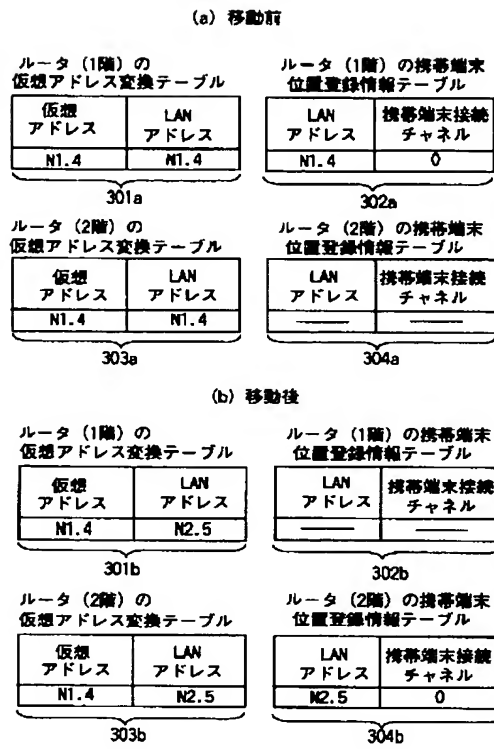 (a) 移動前
ルータ (1階) の
仮想アドレス変換テーブル
仮想
アドレス
LAN
アドレス
N1.4
N1.4
301a
ルータ (1階) の携帯端末
位置登録情報テーブル
LAN
アドレス
携帯端末接続
チャネル
N1.4
0
302a
ルータ (2階) の
仮想アドレス変換テーブル
仮想
アドレス
LAN
アドレス
N1.4
N1.4
303a
ルータ (2階) の携帯端末
位置登録情報テーブル
LAN
アドレス
携帯端末接続
チャネル
304a
(b) 移動後
ルータ (1階) の
仮想アドレス変換テーブル
仮想
アドレス
LAN
アドレス
N1.4
N2.5
301b
ルータ (1階) の携帯端末
位置登録情報テーブル
LAN
アドレス
携帯端末接続
チャネル
302b
ルータ (2階) の
仮想アドレス変換テーブル
仮想
アドレス
LAN
アドレス
N1.4
N2.5
303b
ルータ (2階) の携帯端末
位置登録情報テーブル
LAN
アドレス
携帯端末接続
チャネル
N2.5
0
304b